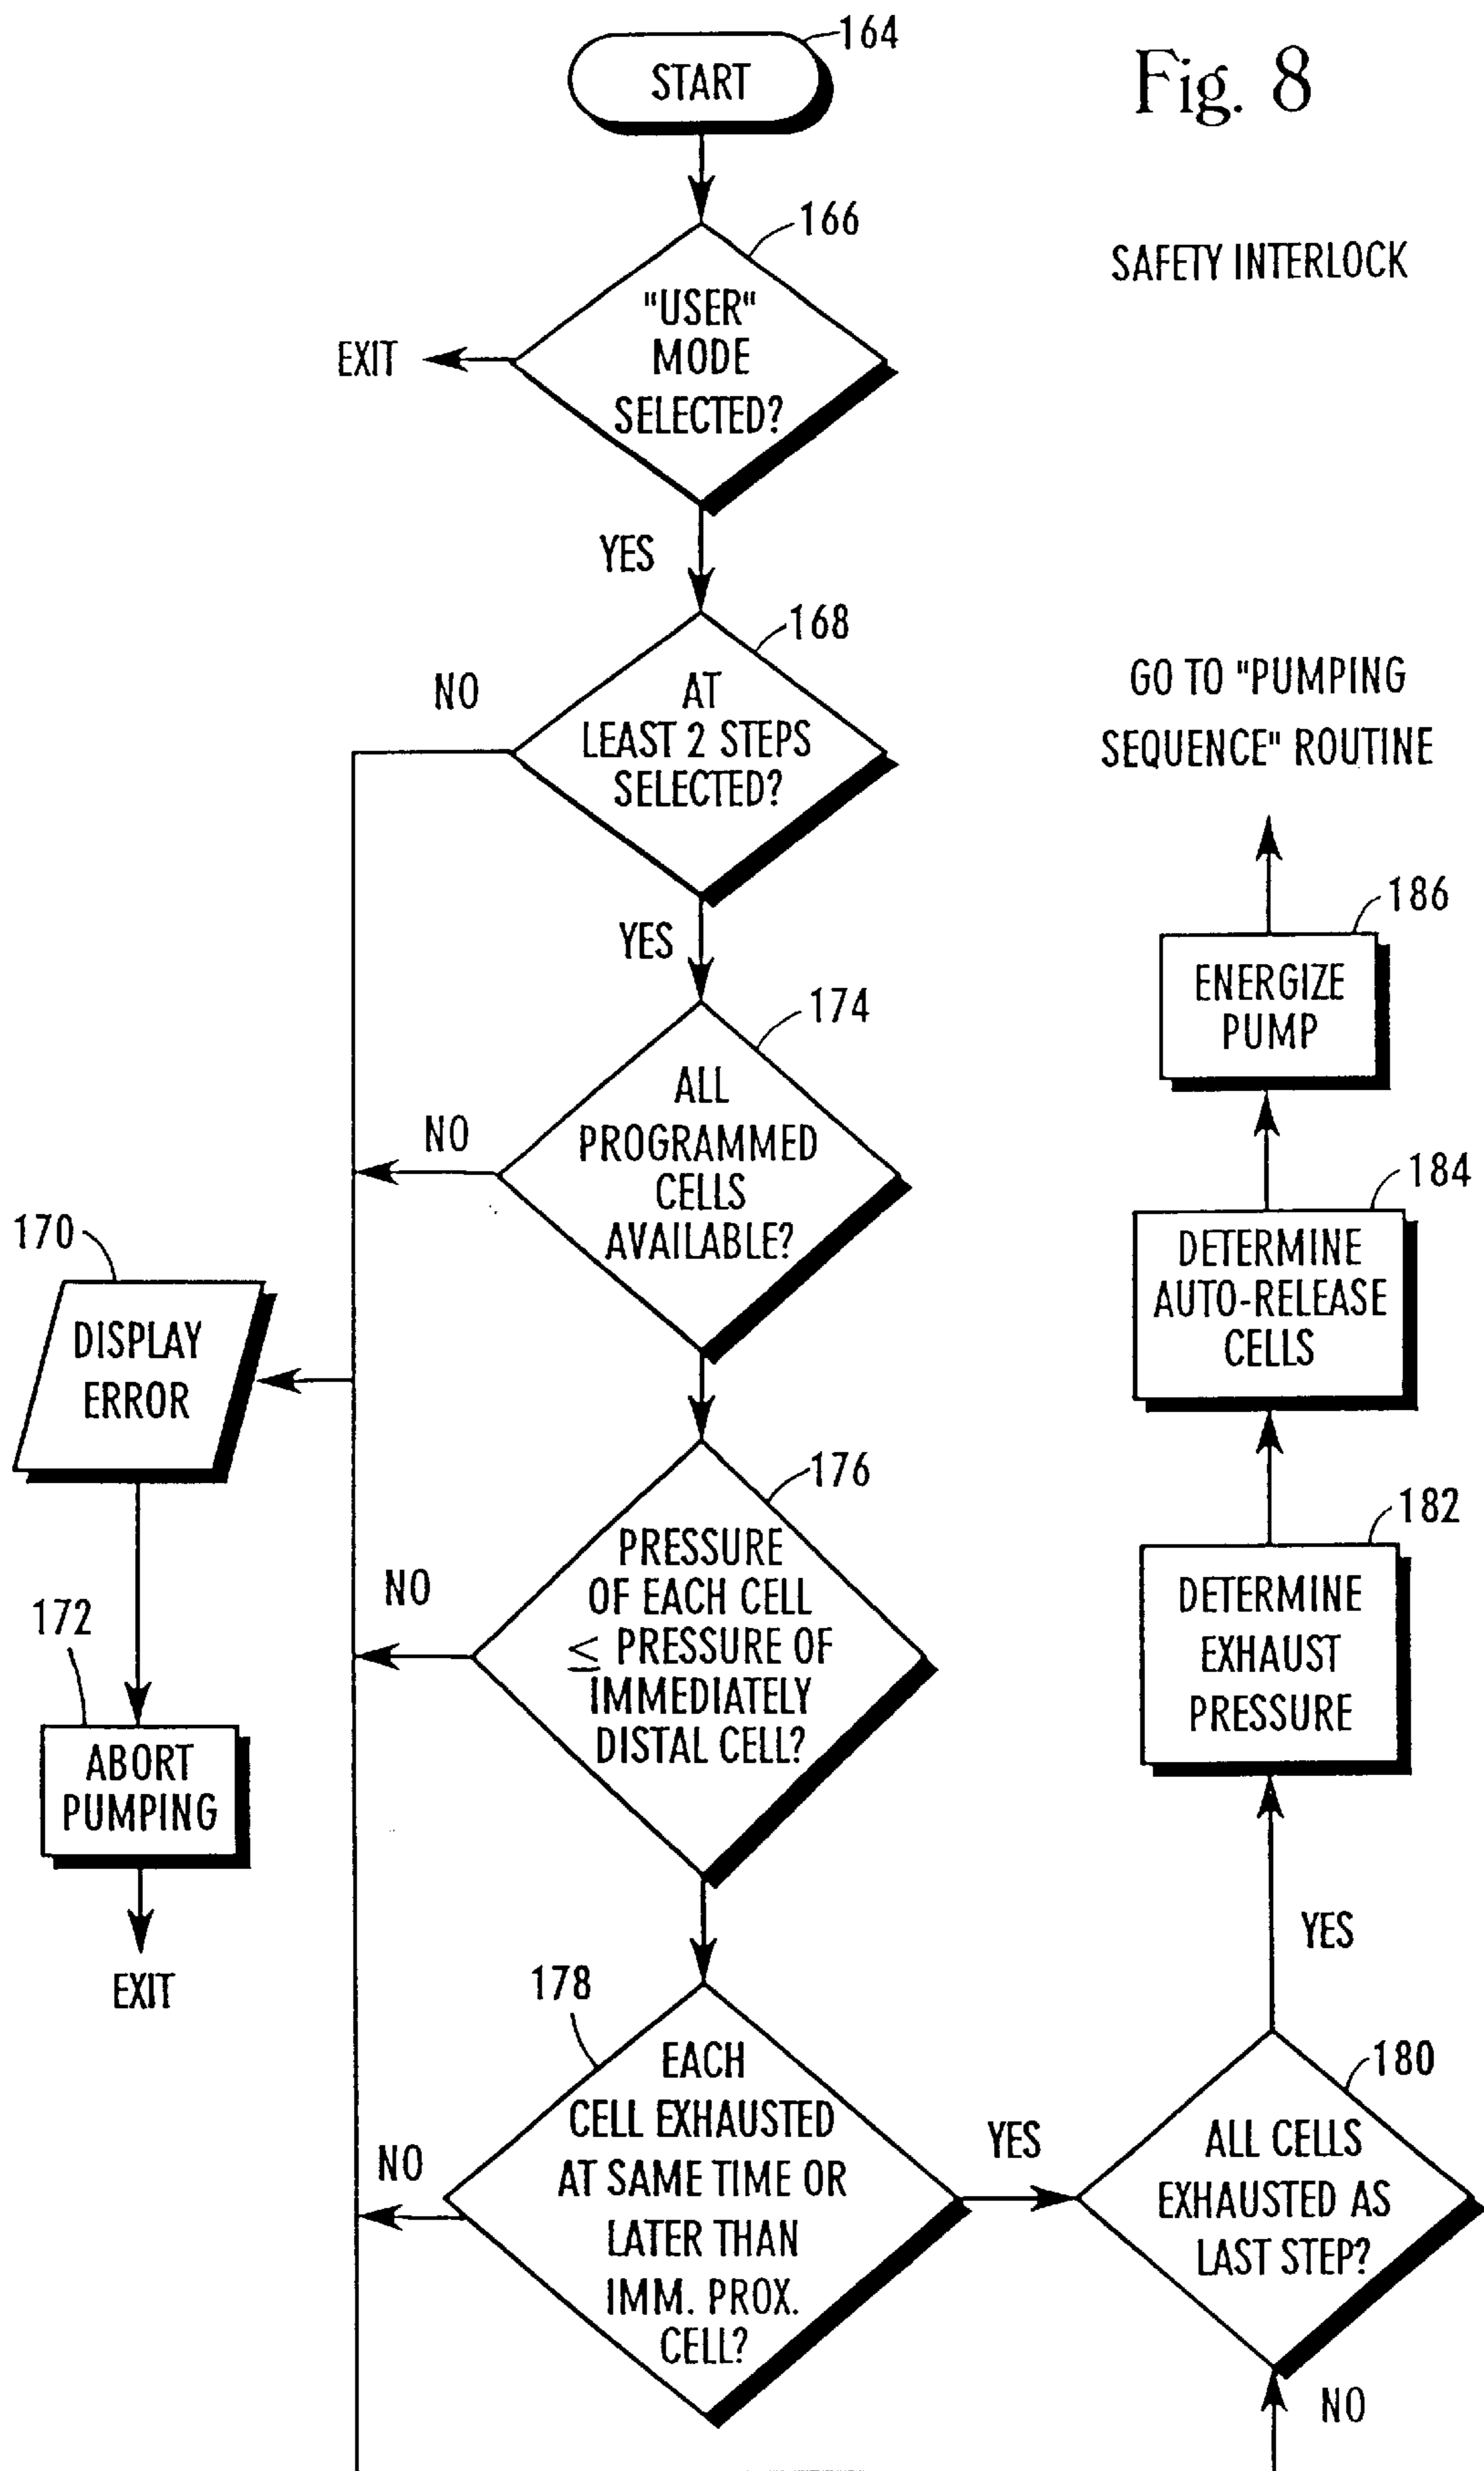 Fig. 8
SAFETY INTERLOCK
164
START
166
"USER"
MODE
SELECTED?
EXIT
YES
168
AT
LEAST 2 STEPS
SELECTED?
NO
YES
174
ALL
PROGRAMMED
CELLS
AVAILABLE?
NO
170
DISPLAY
ERROR
172
ABORT
PUMPING
EXIT
176
PRESSURE
OF EACH CELL
≤ PRESSURE OF
IMMEDIATELY
DISTAL CELL?
NO
178
EACH
CELL EXHAUSTED
AT SAME TIME OR
LATER THAN
IMM. PROX.
CELL?
NO
YES
180
ALL CELLS
EXHAUSTED AS
LAST STEP?
NO
YES
182
DETERMINE
EXHAUST
PRESSURE
184
DETERMINE
AUTO-RELEASE
CELLS
186
ENERGIZE
PUMP
GO TO "PUMPING
SEQUENCE" ROUTINE